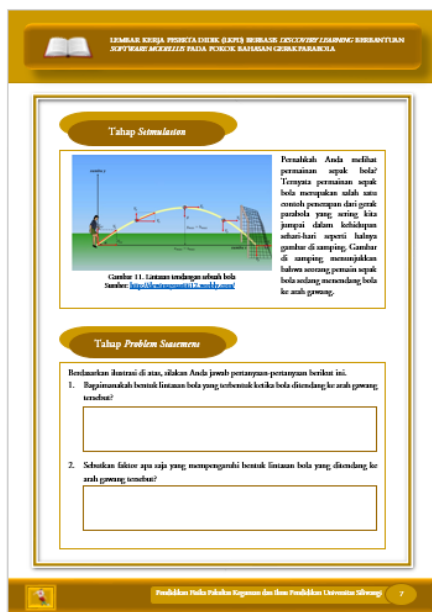 LEMBAR KERJA PESERTA DIDIK (LKPD) BERBASIS DISCOVERY LEARNING BERBANTUAN
SOFTWARE MODELLUS PADA POKOK BAHASAN GERAK PARABOLA
Tahap Stimulation
Pernahkah Anda melihat
permainan sepak bola?
Ternyata permainan sepak
bola merupakan salah satu
contoh penerapan dari gerak
parabola yang sering kita
jumpai dalam kehidupan
sehari-hari seperti halnya
gambar di samping. Gambar
di samping menunjukkan
bahwa seorang pemain sepak
bola sedang menendang bola
ke arah gawang.
Gambar 11. Lintasan tendangan sebuah bola
Sumber:
Tahap Problem Statement
Berdasarkan ilustrasi di atas, silakan Anda jawab pertanyaan-pertanyaan berikut ini.
1. Bagaimanakah bentuk lintasan bola yang terbentuk ketika bola ditendang ke arah gawang
tersebut?
2. Sebutkan faktor apa saja yang mempengaruhi bentuk lintasan bola yang ditendang ke
arah gawang tersebut?
Pendidikan Fisika Fakultas Keguruan dan Ilmu Pendidikan Universitas Siliwangi
7